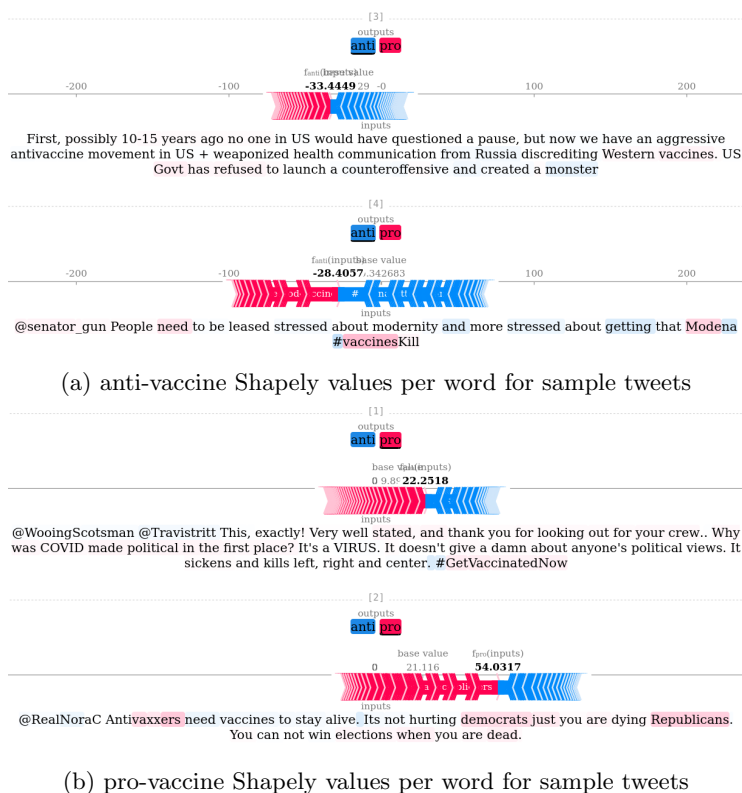 [3]
outputs
anti pro
-200 -100 -0 100 200
-33.4449
inputs
First, possibly 10-15 years ago no one in US would have questioned a pause, but now we have an aggressive
antivaccine movement in US + weaponized health communication from Russia discrediting Western vaccines. US
Govt has refused to launch a counteroffensive and created a monster
[4]
outputs
anti pro
fanti(inputs) base value
-200 -100 -28.4057 .342683 100 200
inputs
@senator_gun People need to be leased stressed about modernity and more stressed about getting that Modena
#vaccinesKill
(a) anti-vaccine Shapely values per word for sample tweets
[1]
outputs
anti pro
base value fpro(inputs)
0 22.2518
inputs
@WooingScotsman @Travistritt This, exactly! Very well stated, and thank you for looking out for your crew.. Why
was COVID made political in the first place? It's a VIRUS. It doesn't give a damn about anyone's political views. It
sickens and kills left, right and center. #GetVaccinatedNow
[2]
outputs
anti pro
base value fpro(inputs)
0 21.116 54.0317
inputs
@RealNoraC Antivaxxers need vaccines to stay alive. Its not hurting democrats just you are dying Republicans.
You can not win elections when you are dead.
(b) pro-vaccine Shapely values per word for sample tweets